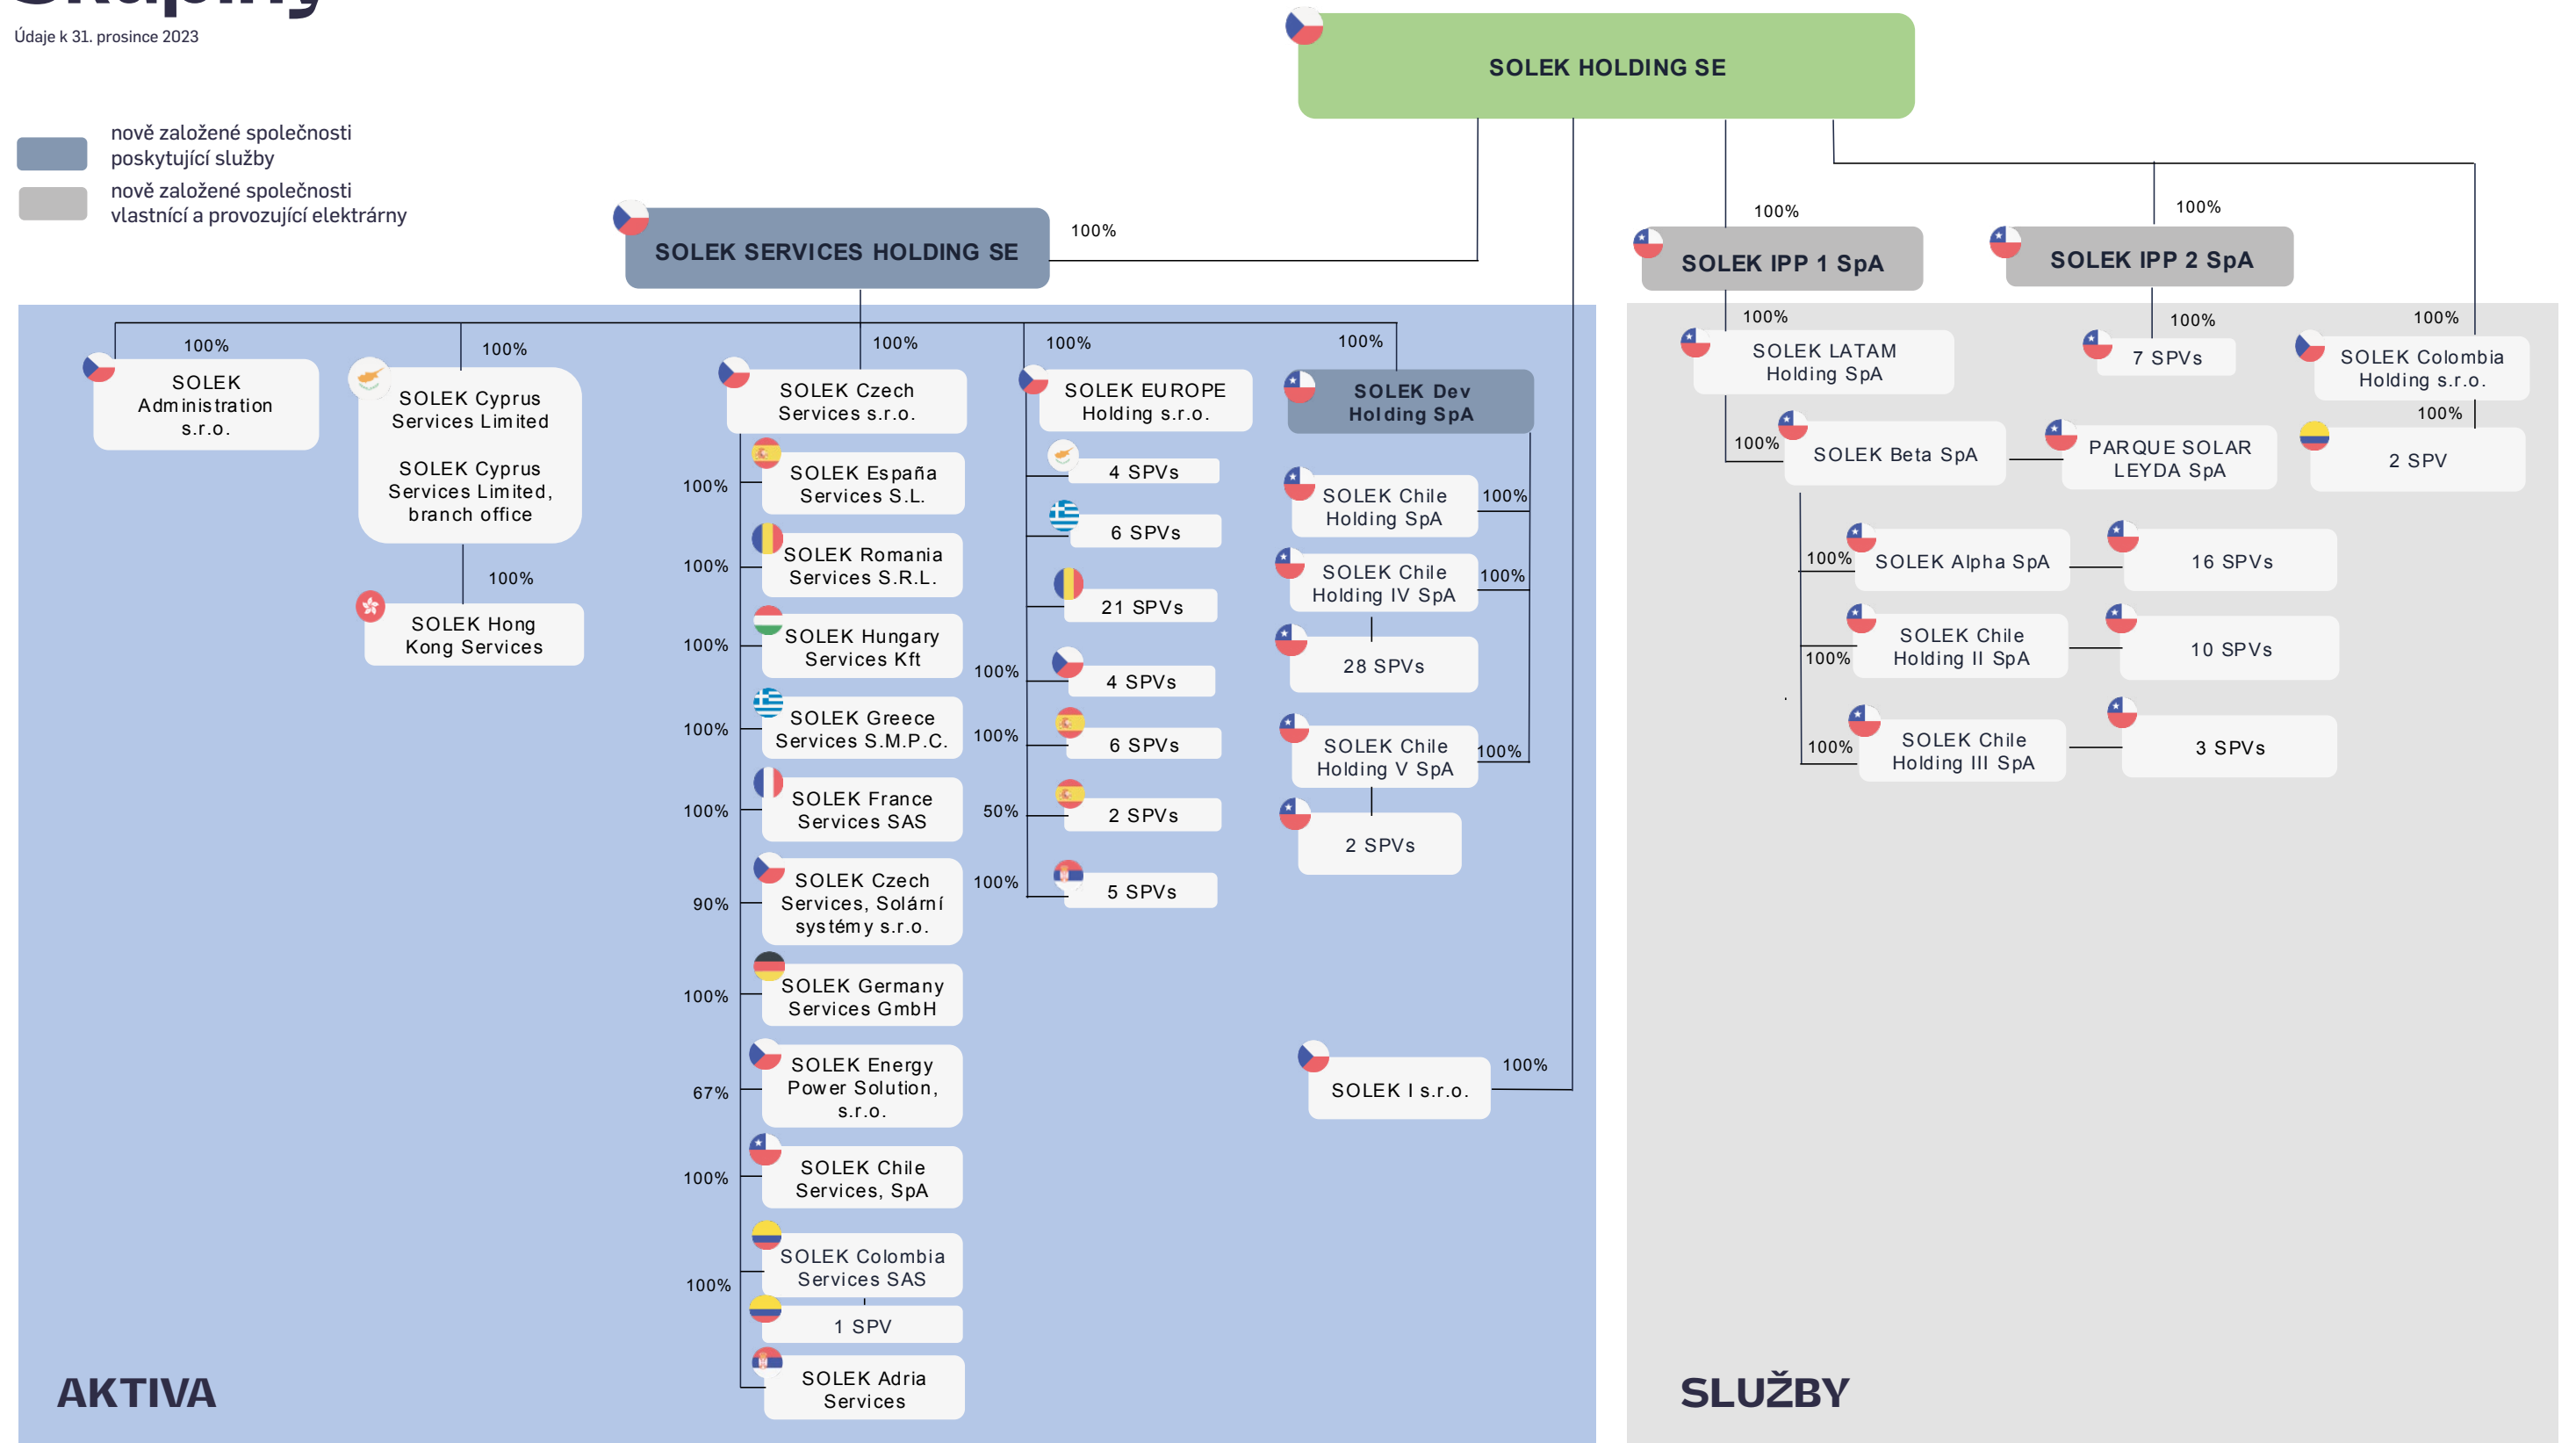 Údaje k 31. prosince 2023
nově založené společnosti
poskytující služby
nově založené společnosti
vlastnící a provozující elektrárny
SOLEK HOLDING SE
100%
SOLEK SERVICES HOLDING SE
100%
SOLEK IPP 1 SpA
100%
SOLEK IPP 2 SpA
100%
SOLEK
Administration
s.r.o.
100%
SOLEK Cyprus
Services Limited
SOLEK Cyprus
Services Limited,
branch office
100%
SOLEK Hong
Kong Services
100%
SOLEK Czech
Services s.r.o.
100%
SOLEK España
Services S.L.
100%
SOLEK Romania
Services S.R.L.
100%
SOLEK Hungary
Services Kft
100%
SOLEK Greece
Services S.M.P.C.
100%
SOLEK France
Services SAS
90%
SOLEK Czech
Services, Solární
systémy s.r.o.
100%
SOLEK Germany
Services GmbH
67%
SOLEK Energy
Power Solution,
s.r.o.
100%
SOLEK Chile
Services, SpA
100%
SOLEK Colombia
Services SAS
1 SPV
SOLEK Adria
Services
100%
SOLEK EUROPE
Holding s.r.o.
4 SPVs
6 SPVs
21 SPVs
100%
4 SPVs
100%
6 SPVs
50%
2 SPVs
100%
5 SPVs
100%
SOLEK Dev
Holding SpA
SOLEK Chile
Holding SpA
100%
SOLEK Chile
Holding IV SpA
100%
28 SPVs
SOLEK Chile
Holding V SpA
100%
2 SPVs
100%
SOLEK I s.r.o.
100%
SOLEK LATAM
Holding SpA
100%
SOLEK Beta SpA
PARQUE SOLAR
LEYDA SpA
100%
SOLEK Alpha SpA
16 SPVs
100%
SOLEK Chile
Holding II SpA
10 SPVs
100%
SOLEK Chile
Holding III SpA
3 SPVs
100%
7 SPVs
100%
SOLEK Colombia
Holding s.r.o.
100%
2 SPV
AKTIVA
SLUŽBY